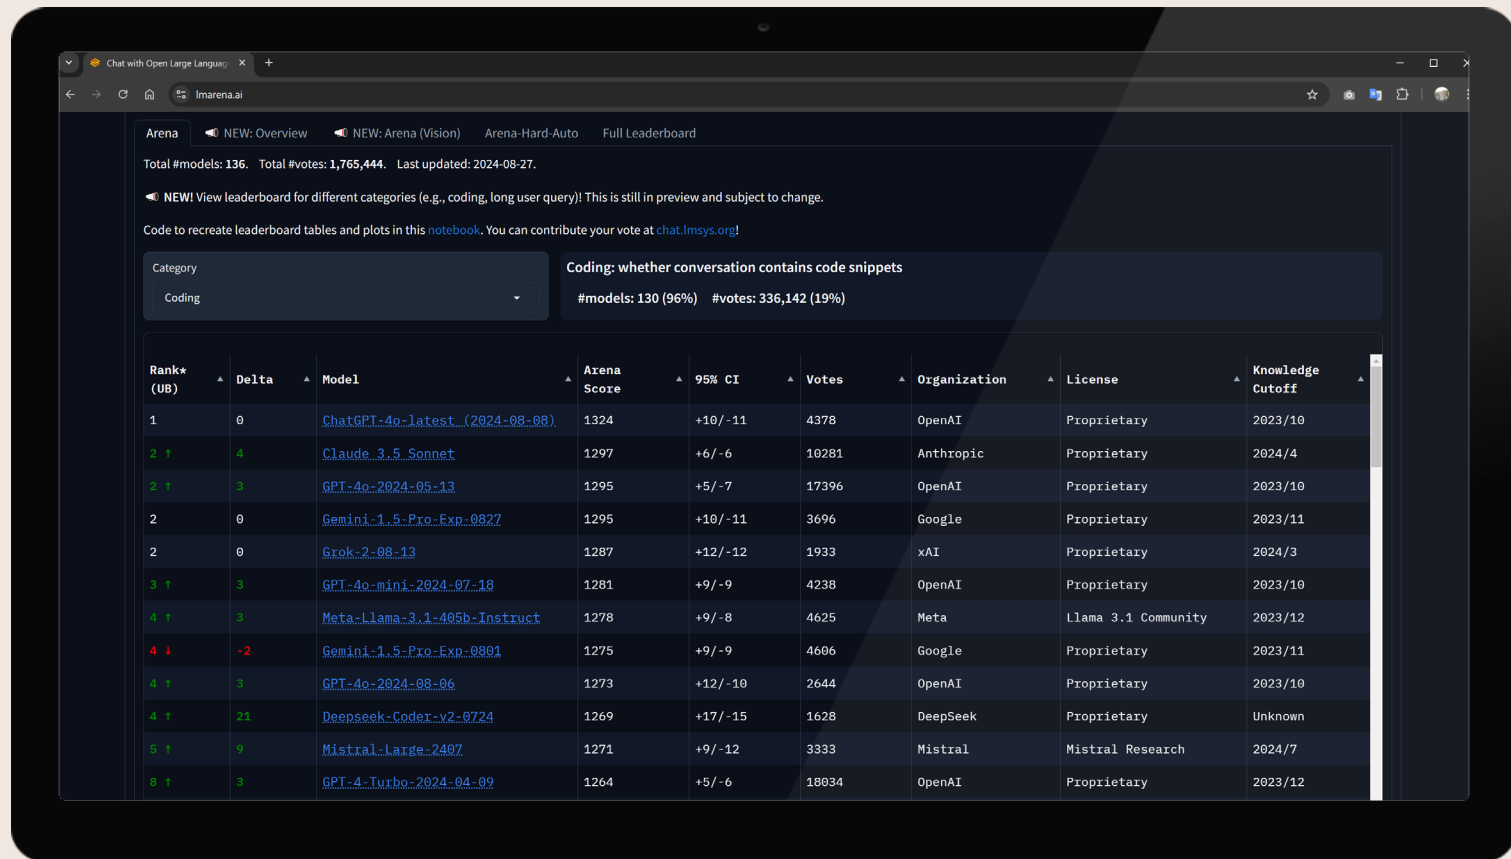 Chat with Open Large Languag
lmarena.ai
Arena NEW: Overview NEW: Arena (Vision) Arena-Hard-Auto Full Leaderboard
Total #models: 136. Total #votes: 1,765,444. Last updated: 2024-08-27.
NEW! View leaderboard for different categories (e.g., coding, long user query)! This is still in preview and subject to change.
Code to recreate leaderboard tables and plots in this notebook. You can contribute your vote at chat.lmsys.org!
Category
Coding
Coding: whether conversation contains code snippets
#models: 130 (96%) #votes: 336,142 (19%)
Rank* (UB) Delta Model Arena Score 95% CI Votes Organization License Knowledge Cutoff
1 0 ChatGPT-4o-latest (2024-08-08) 1324 +10/-11 4378 OpenAI Proprietary 2023/10
2 ↑ 4 Claude 3.5 Sonnet 1297 +6/-6 10281 Anthropic Proprietary 2024/4
2 ↑ 3 GPT-4o-2024-05-13 1295 +5/-7 17396 OpenAI Proprietary 2023/10
2 0 Gemini-1.5-Pro-Exp-0827 1295 +10/-11 3696 Google Proprietary 2023/11
2 0 Grok-2-08-13 1287 +12/-12 1933 xAI Proprietary 2024/3
3 ↑ 3 GPT-4o-mini-2024-07-18 1281 +9/-9 4238 OpenAI Proprietary 2023/10
4 ↑ 3 Meta-Llama-3.1-405b-Instruct 1278 +9/-8 4625 Meta Llama 3.1 Community 2023/12
4 ↓ -2 Gemini-1.5-Pro-Exp-0801 1275 +9/-9 4606 Google Proprietary 2023/11
4 ↑ 3 GPT-4o-2024-08-06 1273 +12/-10 2644 OpenAI Proprietary 2023/10
4 ↑ 21 Deepseek-Coder-v2-0724 1269 +17/-15 1628 DeepSeek Proprietary Unknown
5 ↑ 9 Mistral-Large-2407 1271 +9/-12 3333 Mistral Mistral Research 2024/7
8 ↑ 3 GPT-4-Turbo-2024-04-09 1264 +5/-6 18034 OpenAI Proprietary 2023/12